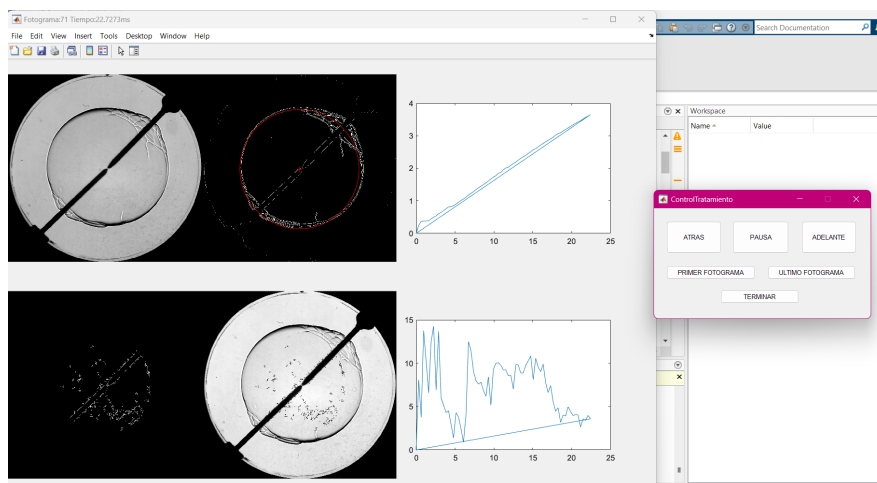 Fotograma:71 Tiempo:22.7273ms
File Edit View Insert Tools Desktop Window Help
Search Documentation
Workspace
Name
Value
4
3
2
1
0
0 5 10 15 20 25
ControlTratamiento
ATRAS PAUSA ADELANTE
PRIMER FOTOGRAMA ULTIMO FOTOGRAMA
TERMINAR
15
10
5
0
0 5 10 15 20 25